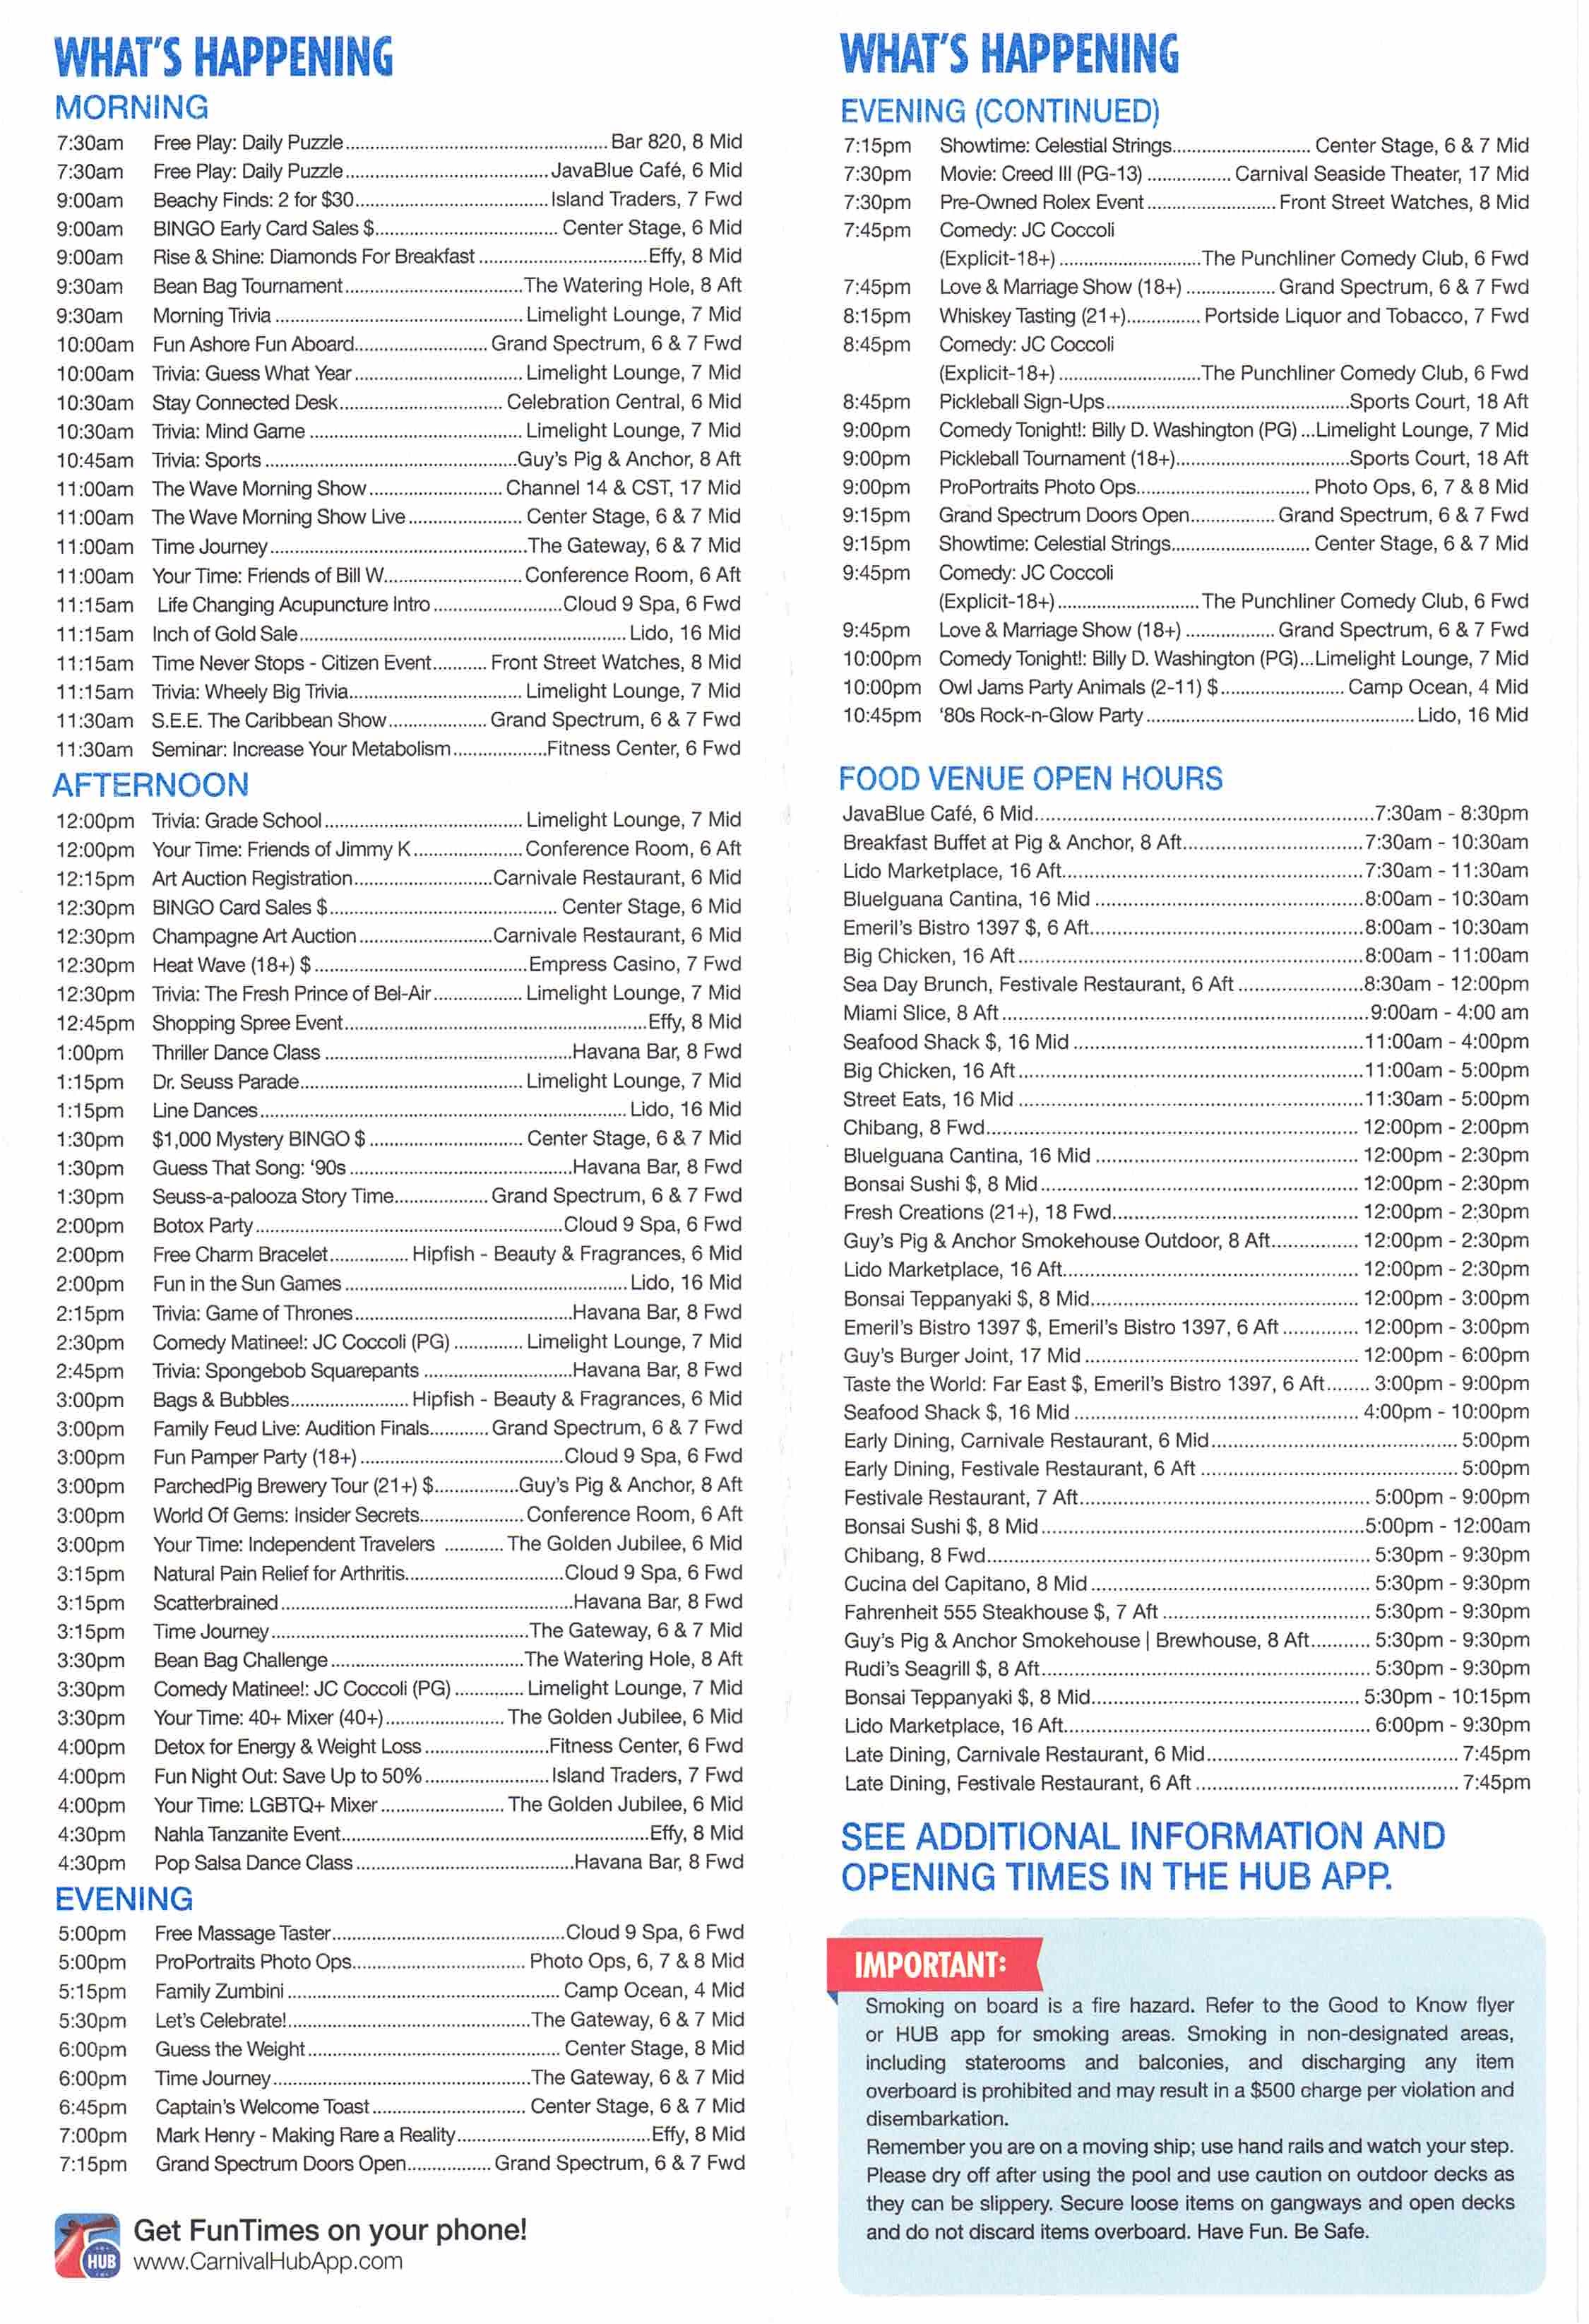 WHAT'S HAPPENING
MORNING
7:30am Free Play: Daily Puzzle Bar 820, 8 Mid
7:30am Free Play: Daily Puzzle JavaBlue Café, 6 Mid
9:00am Beachy Finds: 2 for $30 Island Traders, 7 Fwd
9:00am BINGO Early Card Sales $ Center Stage, 6 Mid
9:00am Rise & Shine: Diamonds For Breakfast Effy, 8 Mid
9:30am Bean Bag Tournament The Watering Hole, 8 Aft
9:30am Morning Trivia Limelight Lounge, 7 Mid
10:00am Fun Ashore Fun Aboard Grand Spectrum, 6 & 7 Fwd
10:00am Trivia: Guess What Year Limelight Lounge, 7 Mid
10:30am Stay Connected Desk Celebration Central, 6 Mid
10:30am Trivia: Mind Game Limelight Lounge, 7 Mid
10:45am Trivia: Sports Guy's Pig & Anchor, 8 Aft
11:00am The Wave Morning Show Channel 14 & CST, 17 Mid
11:00am The Wave Morning Show Live Center Stage, 6 & 7 Mid
11:00am Time Journey The Gateway, 6 & 7 Mid
11:00am Your Time: Friends of Bill W. Conference Room, 6 Aft
11:15am Life Changing Acupuncture Intro Cloud 9 Spa, 6 Fwd
11:15am Inch of Gold Sale Lido, 16 Mid
11:15am Time Never Stops - Citizen Event Front Street Watches, 8 Mid
11:15am Trivia: Wheely Big Trivia Limelight Lounge, 7 Mid
11:30am S.E.E. The Caribbean Show Grand Spectrum, 6 & 7 Fwd
11:30am Seminar: Increase Your Metabolism Fitness Center, 6 Fwd
AFTERNOON
12:00pm Trivia: Grade School Limelight Lounge, 7 Mid
12:00pm Your Time: Friends of Jimmy K Conference Room, 6 Aft
12:15pm Art Auction Registration Carnivale Restaurant, 6 Mid
12:30pm BINGO Card Sales $ Center Stage, 6 Mid
12:30pm Champagne Art Auction Carnivale Restaurant, 6 Mid
12:30pm Heat Wave (18+) $ Empress Casino, 7 Fwd
12:30pm Trivia: The Fresh Prince of Bel-Air Limelight Lounge, 7 Mid
12:45pm Shopping Spree Event Effy, 8 Mid
1:00pm Thriller Dance Class Havana Bar, 8 Fwd
1:15pm Dr. Seuss Parade Limelight Lounge, 7 Mid
1:15pm Line Dances Lido, 16 Mid
1:30pm $1,000 Mystery BINGO $ Center Stage, 6 & 7 Mid
1:30pm Guess That Song: '90s Havana Bar, 8 Fwd
1:30pm Seuss-a-palooza Story Time Grand Spectrum, 6 & 7 Fwd
2:00pm Botox Party Cloud 9 Spa, 6 Fwd
2:00pm Free Charm Bracelet Hipfish - Beauty & Fragrances, 6 Mid
2:00pm Fun in the Sun Games Lido, 16 Mid
2:15pm Trivia: Game of Thrones Havana Bar, 8 Fwd
2:30pm Comedy Matinee!: JC Coccoli (PG) Limelight Lounge, 7 Mid
2:45pm Trivia: Spongebob Squarepants Havana Bar, 8 Fwd
3:00pm Bags & Bubbles Hipfish - Beauty & Fragrances, 6 Mid
3:00pm Family Feud Live: Audition Finals Grand Spectrum, 6 & 7 Fwd
3:00pm Fun Pamper Party (18+) Cloud 9 Spa, 6 Fwd
3:00pm ParchedPig Brewery Tour (21+) $ Guy's Pig & Anchor, 8 Aft
3:00pm World Of Gems: Insider Secrets Conference Room, 6 Aft
3:00pm Your Time: Independent Travelers The Golden Jubilee, 6 Mid
3:15pm Natural Pain Relief for Arthritis Cloud 9 Spa, 6 Fwd
3:15pm Scatterbrained Havana Bar, 8 Fwd
3:15pm Time Journey The Gateway, 6 & 7 Mid
3:30pm Bean Bag Challenge The Watering Hole, 8 Aft
3:30pm Comedy Matinee!: JC Coccoli (PG) Limelight Lounge, 7 Mid
3:30pm Your Time: 40+ Mixer (40+) The Golden Jubilee, 6 Mid
4:00pm Detox for Energy & Weight Loss Fitness Center, 6 Fwd
4:00pm Fun Night Out: Save Up to 50% Island Traders, 7 Fwd
4:00pm Your Time: LGBTQ+ Mixer The Golden Jubilee, 6 Mid
4:30pm Nahla Tanzanite Event Effy, 8 Mid
4:30pm Pop Salsa Dance Class Havana Bar, 8 Fwd
EVENING
5:00pm Free Massage Taster Cloud 9 Spa, 6 Fwd
5:00pm ProPortraits Photo Ops Photo Ops, 6, 7 & 8 Mid
5:15pm Family Zumbini Camp Ocean, 4 Mid
5:30pm Let's Celebrate! The Gateway, 6 & 7 Mid
6:00pm Guess the Weight Center Stage, 8 Mid
6:00pm Time Journey The Gateway, 6 & 7 Mid
6:45pm Captain's Welcome Toast Center Stage, 6 & 7 Mid
7:00pm Mark Henry - Making Rare a Reality Effy, 8 Mid
7:15pm Grand Spectrum Doors Open Grand Spectrum, 6 & 7 Fwd
HUB
Get FunTimes on your phone!
www.CarnivalHubApp.com
WHAT'S HAPPENING
EVENING (CONTINUED)
7:15pm Showtime: Celestial Strings Center Stage, 6 & 7 Mid
7:30pm Movie: Creed III (PG-13) Carnival Seaside Theater, 17 Mid
7:30pm Pre-Owned Rolex Event Front Street Watches, 8 Mid
7:45pm Comedy: JC Coccoli
(Explicit-18+) The Punchliner Comedy Club, 6 Fwd
7:45pm Love & Marriage Show (18+) Grand Spectrum, 6 & 7 Fwd
8:15pm Whiskey Tasting (21+) Portside Liquor and Tobacco, 7 Fwd
8:45pm Comedy: JC Coccoli
(Explicit-18+) The Punchliner Comedy Club, 6 Fwd
8:45pm Pickleball Sign-Ups Sports Court, 18 Aft
9:00pm Comedy Tonight!: Billy D. Washington (PG) Limelight Lounge, 7 Mid
9:00pm Pickleball Tournament (18+) Sports Court, 18 Aft
9:00pm ProPortraits Photo Ops Photo Ops, 6, 7 & 8 Mid
9:15pm Grand Spectrum Doors Open Grand Spectrum, 6 & 7 Fwd
9:15pm Showtime: Celestial Strings Center Stage, 6 & 7 Mid
9:45pm Comedy: JC Coccoli
(Explicit-18+) The Punchliner Comedy Club, 6 Fwd
9:45pm Love & Marriage Show (18+) Grand Spectrum, 6 & 7 Fwd
10:00pm Comedy Tonight!: Billy D. Washington (PG) Limelight Lounge, 7 Mid
10:00pm Owl Jams Party Animals (2-11) $ Camp Ocean, 4 Mid
10:45pm '80s Rock-n-Glow Party Lido, 16 Mid
FOOD VENUE OPEN HOURS
JavaBlue Café, 6 Mid 7:30am - 8:30pm
Breakfast Buffet at Pig & Anchor, 8 Aft 7:30am - 10:30am
Lido Marketplace, 16 Aft 7:30am - 11:30am
BlueIguana Cantina, 16 Mid 8:00am - 10:30am
Emeril's Bistro 1397 $, 6 Aft 8:00am - 10:30am
Big Chicken, 16 Aft 8:00am - 11:00am
Sea Day Brunch, Festivale Restaurant, 6 Aft 8:30am - 12:00pm
Miami Slice, 8 Aft 9:00am - 4:00 am
Seafood Shack $, 16 Mid 11:00am - 4:00pm
Big Chicken, 16 Aft 11:00am - 5:00pm
Street Eats, 16 Mid 11:30am - 5:00pm
Chibang, 8 Fwd 12:00pm - 2:00pm
BlueIguana Cantina, 16 Mid 12:00pm - 2:30pm
Bonsai Sushi $, 8 Mid 12:00pm - 2:30pm
Fresh Creations (21+), 18 Fwd 12:00pm - 2:30pm
Guy's Pig & Anchor Smokehouse Outdoor, 8 Aft 12:00pm - 2:30pm
Lido Marketplace, 16 Aft 12:00pm - 2:30pm
Bonsai Teppanyaki $, 8 Mid 12:00pm - 3:00pm
Emeril's Bistro 1397 $, Emeril's Bistro 1397, 6 Aft 12:00pm - 3:00pm
Guy's Burger Joint, 17 Mid 12:00pm - 6:00pm
Taste the World: Far East $, Emeril's Bistro 1397, 6 Aft 3:00pm - 9:00pm
Seafood Shack $, 16 Mid 4:00pm - 10:00pm
Early Dining, Carnivale Restaurant, 6 Mid 5:00pm
Early Dining, Festivale Restaurant, 6 Aft 5:00pm
Festivale Restaurant, 7 Aft 5:00pm - 9:00pm
Bonsai Sushi $, 8 Mid 5:00pm - 12:00am
Chibang, 8 Fwd 5:30pm - 9:30pm
Cucina del Capitano, 8 Mid 5:30pm - 9:30pm
Fahrenheit 555 Steakhouse $, 7 Aft 5:30pm - 9:30pm
Guy's Pig & Anchor Smokehouse | Brewhouse, 8 Aft 5:30pm - 9:30pm
Rudi's Seagrill $, 8 Aft 5:30pm - 9:30pm
Bonsai Teppanyaki $, 8 Mid 5:30pm - 10:15pm
Lido Marketplace, 16 Aft 6:00pm - 9:30pm
Late Dining, Carnivale Restaurant, 6 Mid 7:45pm
Late Dining, Festivale Restaurant, 6 Aft 7:45pm
SEE ADDITIONAL INFORMATION AND
OPENING TIMES IN THE HUB APP.
IMPORTANT:
Smoking on board is a fire hazard. Refer to the Good to Know flyer
or HUB app for smoking areas. Smoking in non-designated areas,
including staterooms and balconies, and discharging any item
overboard is prohibited and may result in a $500 charge per violation and
disembarkation.
Remember you are on a moving ship; use hand rails and watch your step.
Please dry off after using the pool and use caution on outdoor decks as
they can be slippery. Secure loose items on gangways and open decks
and do not discard items overboard. Have Fun. Be Safe.